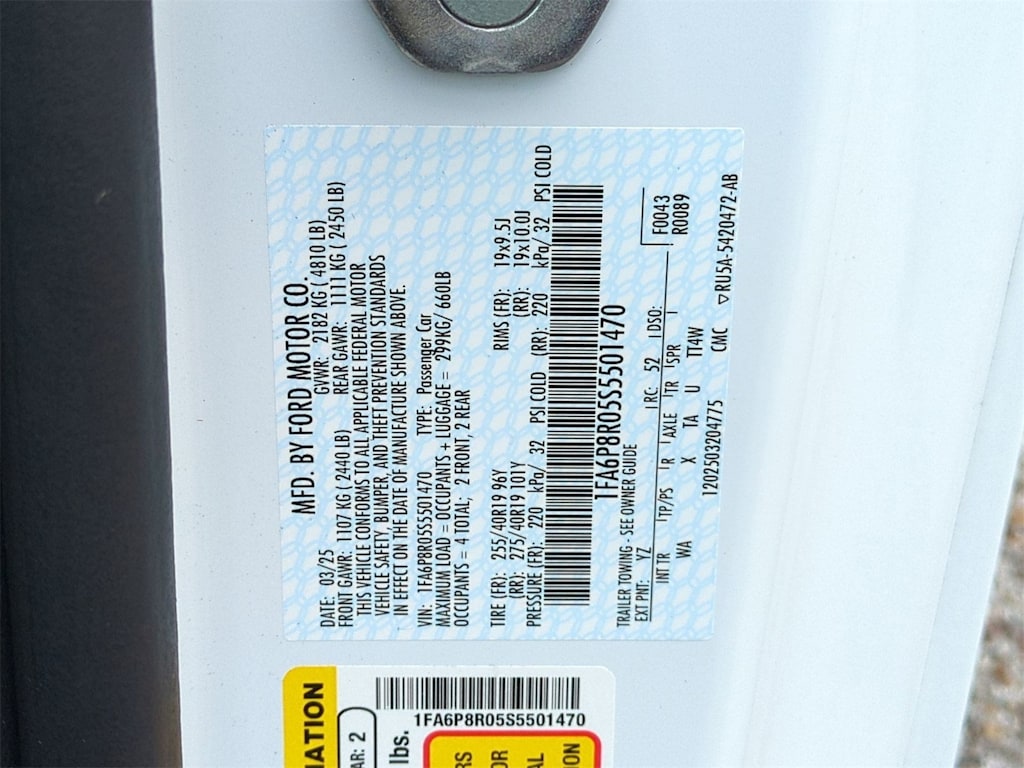 MFD. BY FORD MOTOR CO.
DATE: 03/25 GVWR: 2182 KG ( 4810 LB)
FRONT GAWR: 1107 KG ( 2440 LB) REAR GAWR: 1111 KG ( 2450 LB)
THIS VEHICLE CONFORMS TO ALL APPLICABLE FEDERAL MOTOR
VEHICLE SAFETY, BUMPER, AND THEFT PREVENTION STANDARDS
IN EFFECT ON THE DATE OF MANUFACTURE SHOWN ABOVE.
VIN: 1FA6P8R05S5501470 TYPE: Passenger Car
MAXIMUM LOAD = OCCUPANTS + LUGGAGE = 299KG/ 660LB
OCCUPANTS = 4 TOTAL; 2 FRONT, 2 REAR
TIRE (FR): 255/40R19 96Y RIMS (FR): 19x9.5J
(RR): 275/40R19 101Y (RR): 19x10.0J
PRESSURE (FR): 220 kPa/ 32 PSI COLD (RR): 220 kPa/ 32 PSI COLD
1FA6P8R05S5501470
TRAILER TOWING - SEE OWNER GUIDE
F0043
EXT PNT: YZ RC: 52 DSO: R0089
INT TR TP/PS R AXLE TR SPR
WA X TA U TT4W
1202503204775 CMC ▽RU5A-5420472-AB
1FA6P8R05S5501470
AR: 2
lbs.